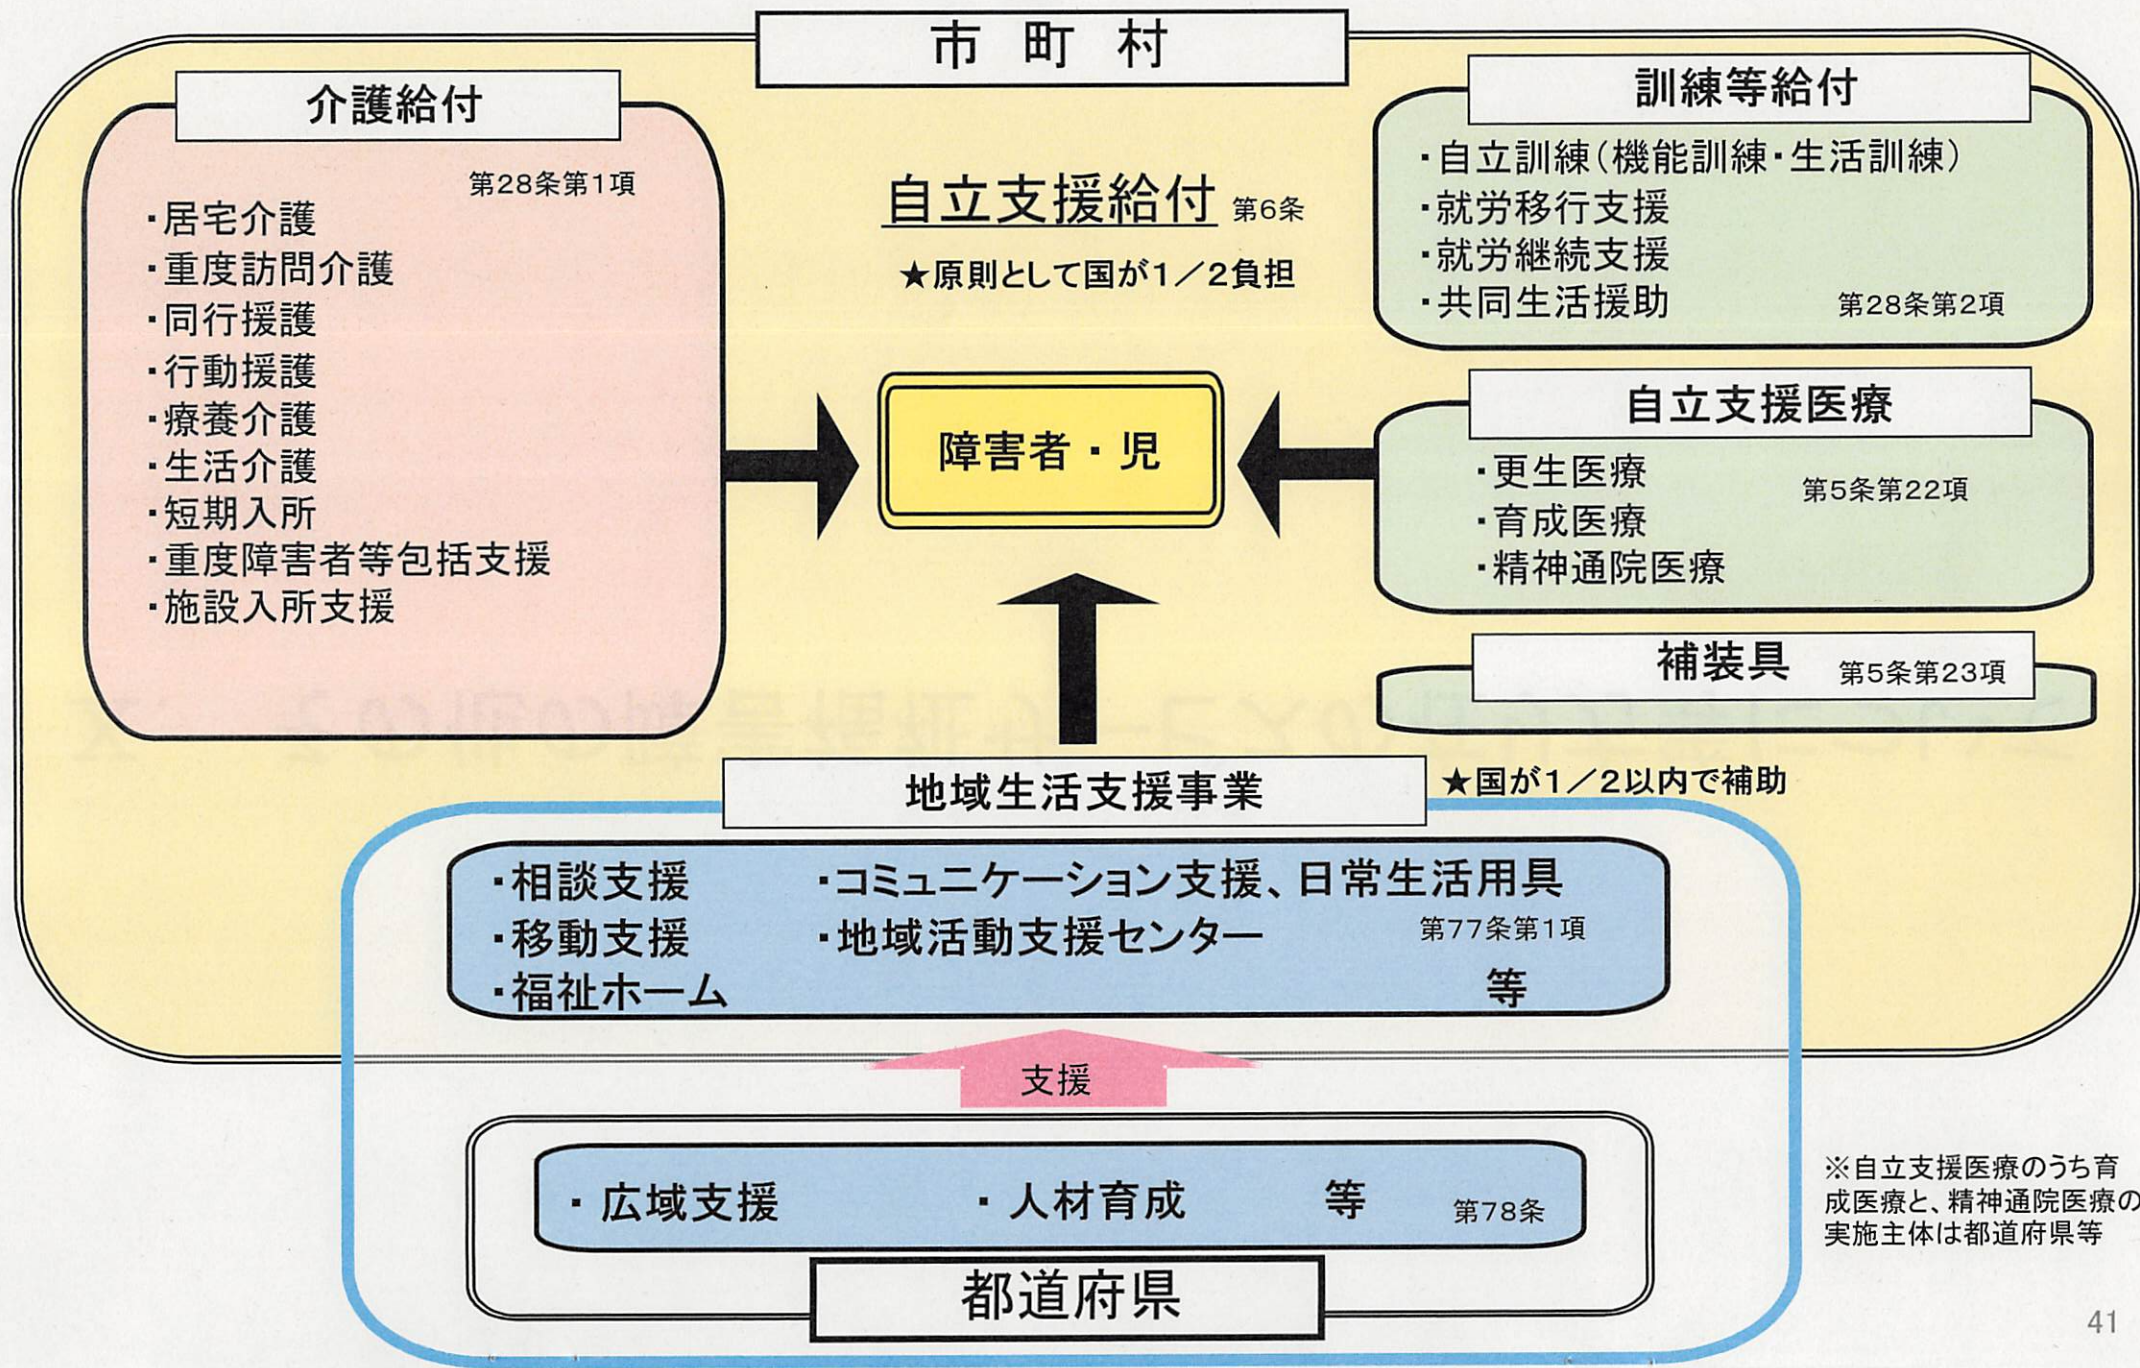 市 町 村
介護給付
第28条第1項
・居宅介護
・重度訪問介護
・同行援護
・行動援護
・療養介護
・生活介護
・短期入所
・重度障害者等包括支援
・施設入所支援
自立支援給付 第6条
★原則として国が1/2負担
訓練等給付
・自立訓練(機能訓練・生活訓練)
・就労移行支援
・就労継続支援
・共同生活援助 第28条第2項
障害者・児
自立支援医療
・更生医療 第5条第22項
・育成医療
・精神通院医療
補装具 第5条第23項
地域生活支援事業 ★国が1/2以内で補助
・相談支援 ・コミュニケーション支援、日常生活用具
・移動支援 ・地域活動支援センター 第77条第1項
・福祉ホーム 等
支援
・広域支援 ・人材育成 等 第78条
都道府県
※自立支援医療のうち育
成医療と、精神通院医療の
実施主体は都道府県等
41